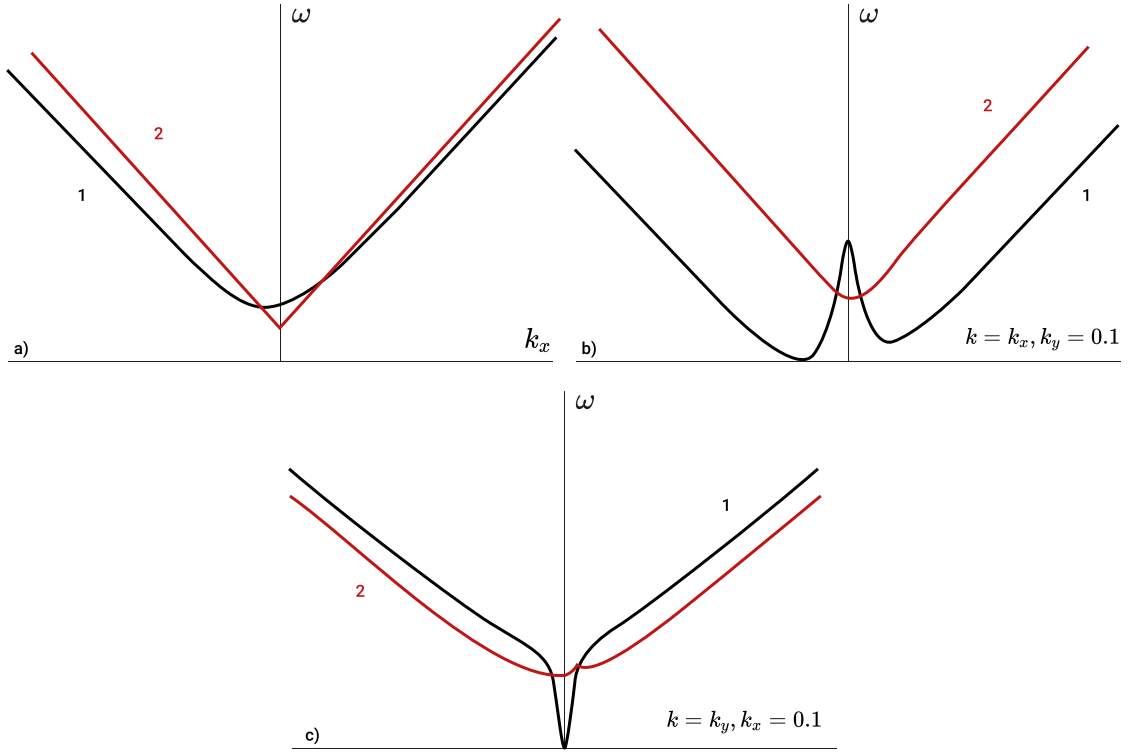 ω
2
1
a)
k_x
ω
2
1
b)
k = k_x, k_y = 0.1
ω
1
2
c)
k = k_y, k_x = 0.1